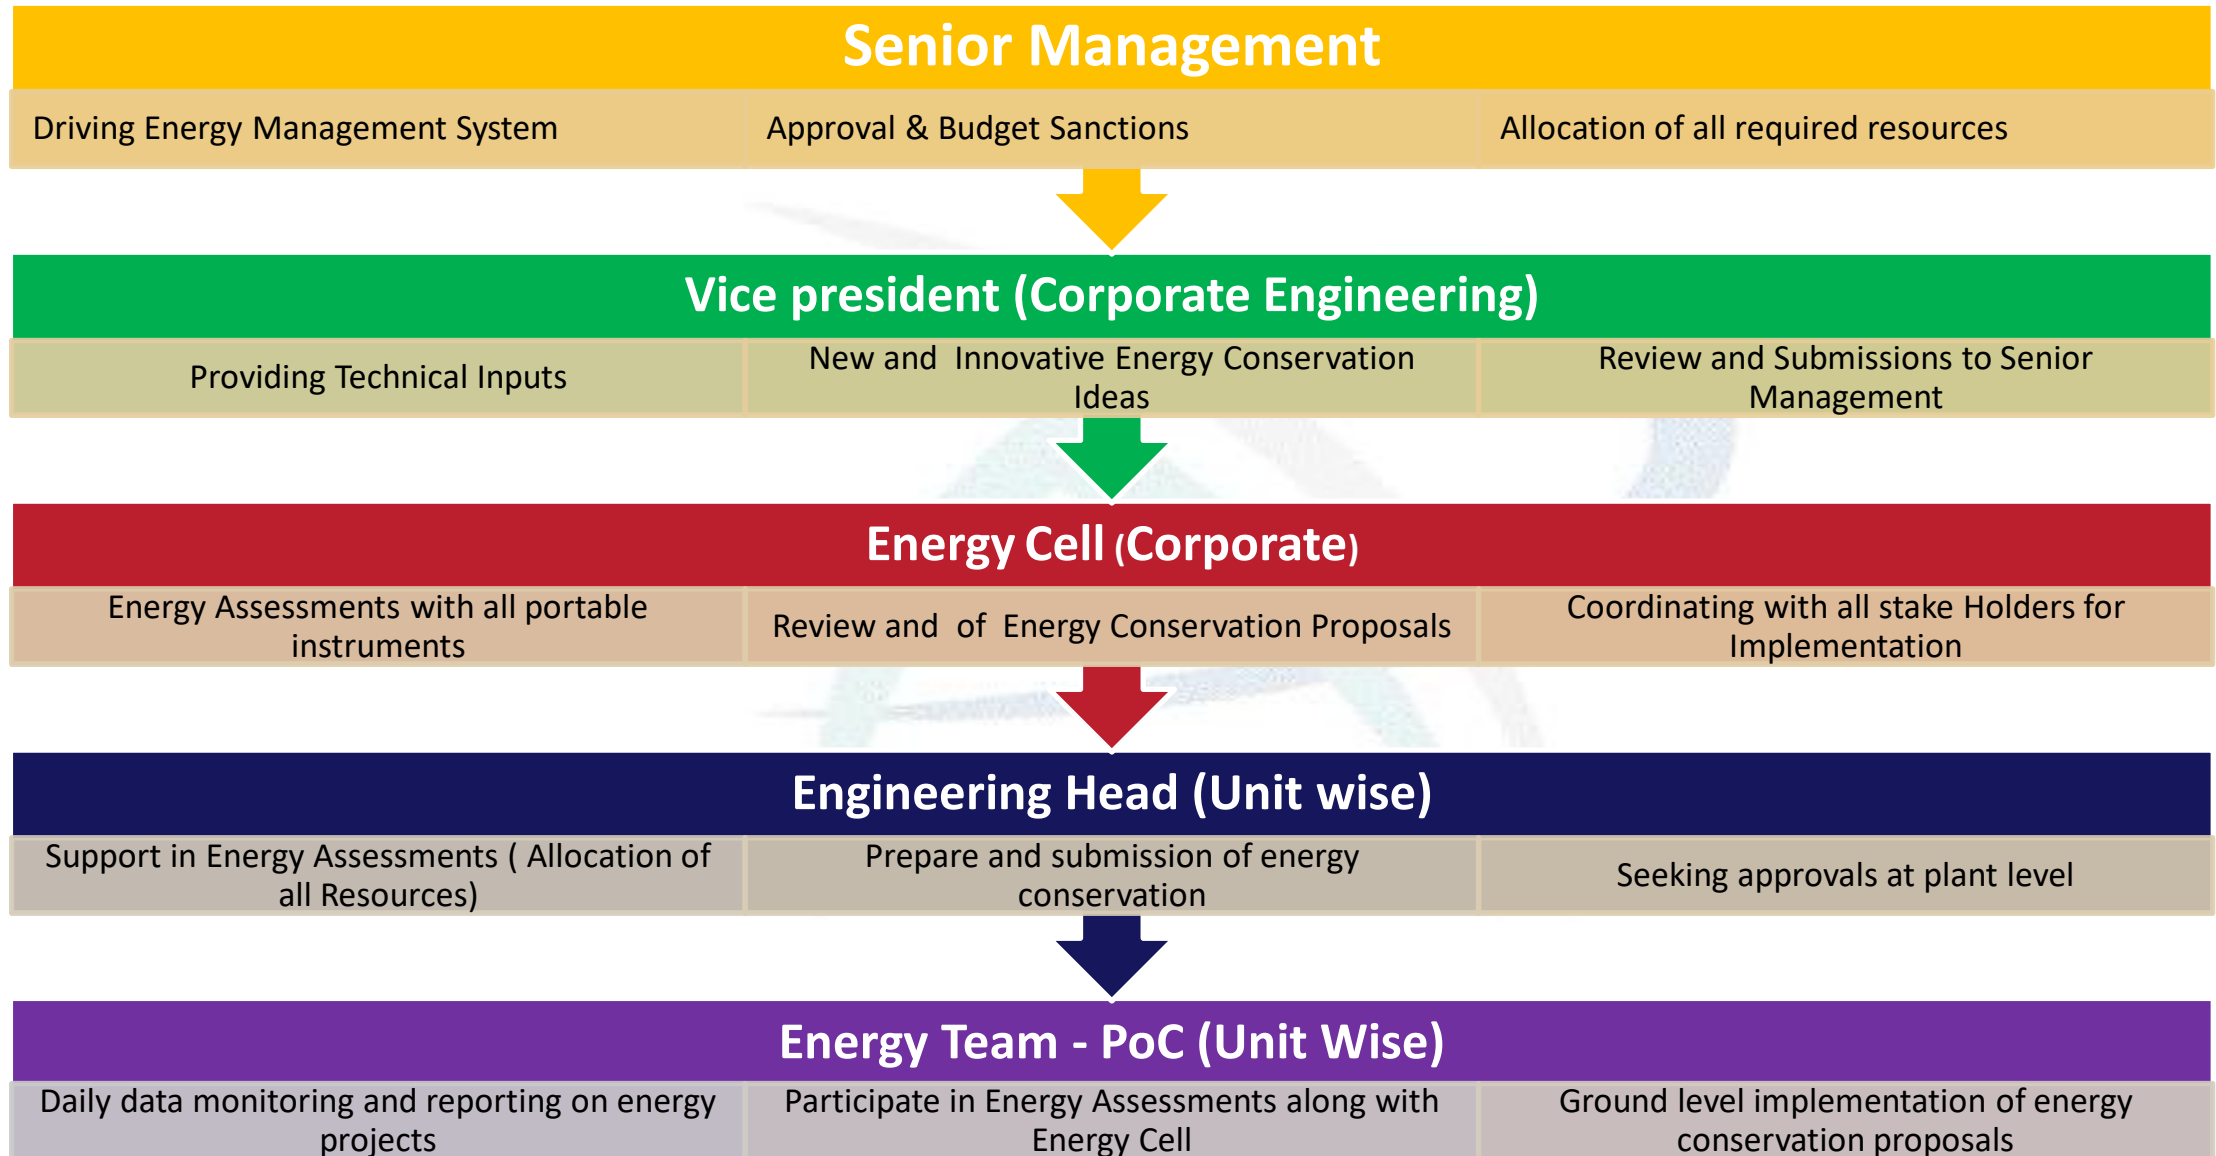 Senior Management
Driving Energy Management System
Approval & Budget Sanctions
Allocation of all required resources
Vice president (Corporate Engineering)
Providing Technical Inputs
New and  Innovative Energy Conservation
Ideas
Review and Submissions to Senior
Management
Energy Cell (Corporate)
Energy Assessments with all portable
instruments
Review and  of  Energy Conservation Proposals
Coordinating with all stake Holders for
Implementation
Engineering Head (Unit wise)
Support in Energy Assessments ( Allocation of
all Resources)
Prepare and submission of energy
conservation
Seeking approvals at plant level
Energy Team - PoC (Unit Wise)
Daily data monitoring and reporting on energy
projects
Participate in Energy Assessments along with
Energy Cell
Ground level implementation of energy
conservation proposals